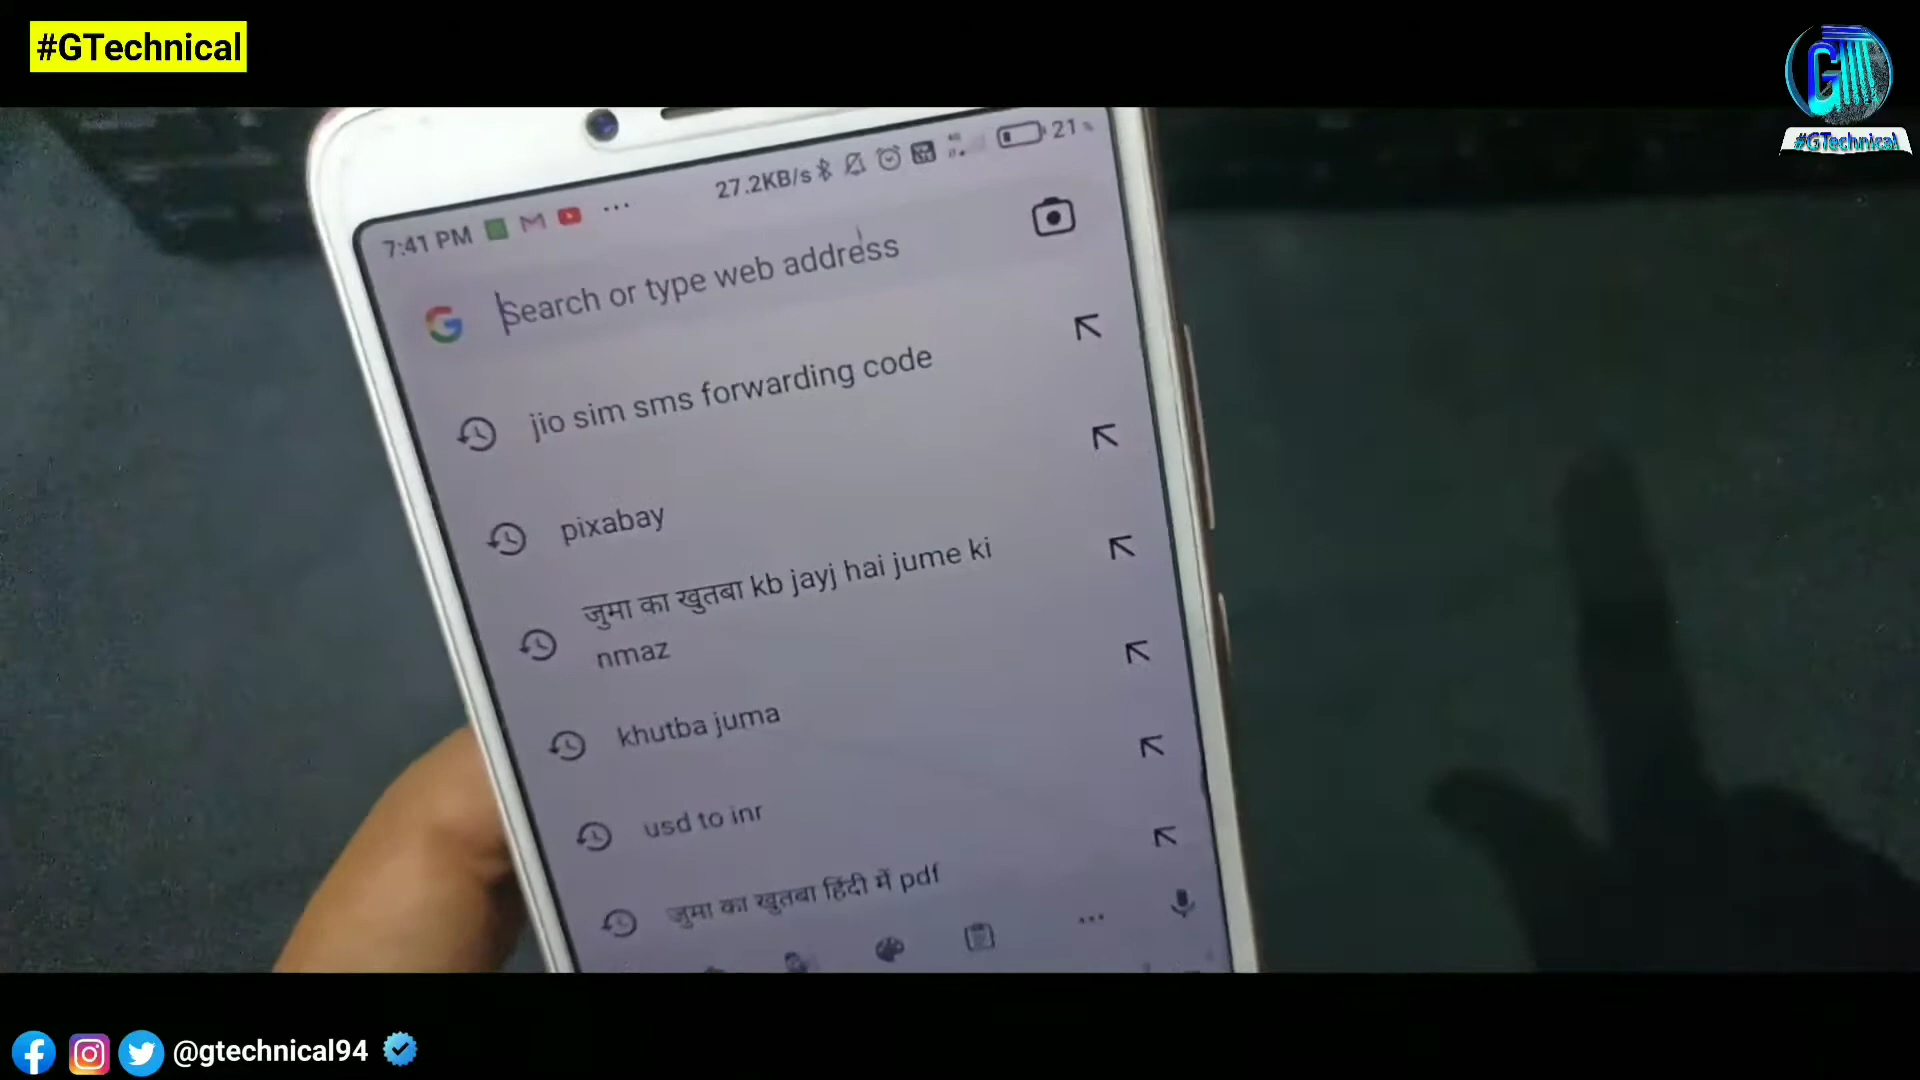 #GTechnical
#GTechnical
7:41 PM
27.2KB/s
21
Search or type web address
jio sim sms forwarding code
pixabay
जुमा का खुतबा kb jayj hai jume ki
nmaz
khutba juma
usd to inr
जुमा का खुतबा हिंदी में pdf
@gtechnical94